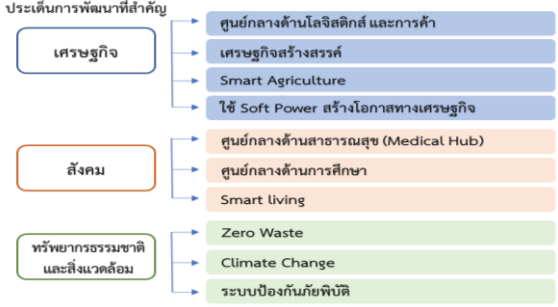 ประเด็นการพัฒนาที่สำคัญ
เศรษฐกิจ
ศูนย์กลางด้านโลจิสติกส์ และการค้า
เศรษฐกิจสร้างสรรค์
Smart Agriculture
ใช้ Soft Power สร้างโอกาสทางเศรษฐกิจ
สังคม
ศูนย์กลางด้านสาธารณสุข (Medical Hub)
ศูนย์กลางด้านการศึกษา
Smart living
ทรัพยากรธรรมชาติ
และสิ่งแวดล้อม
Zero Waste
Climate Change
ระบบป้องกันภัยพิบัติ